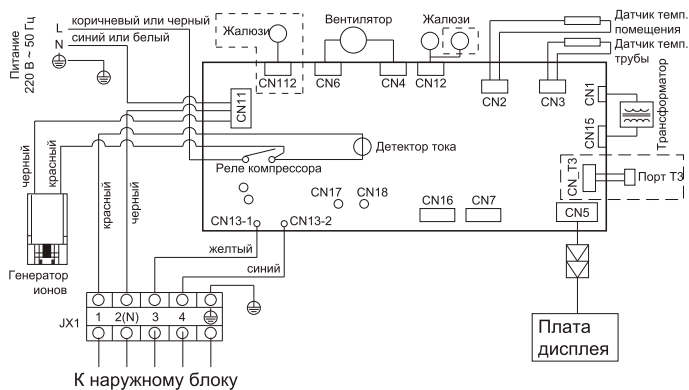 Питание
220 В ~ 50 Гц
L
коричневый или черный
N
синий или белый
Жалюзи
Вентилятор
Жалюзи
Датчик темп.
помещения
Датчик темп.
трубы
CN112
CN6
CN4
CN12
CN2
CN3
CN1
CN15
Трансформатор
CN11
черный
красный
Детектор тока
Реле компрессора
красный
черный
CN17
CN18
CN_T3
Порт T3
CN16
CN7
CN5
CN13-1
CN13-2
желтый
синий
Генератор
ионов
JX1
1
2(N)
3
4
Плата
дисплея
К наружному блоку